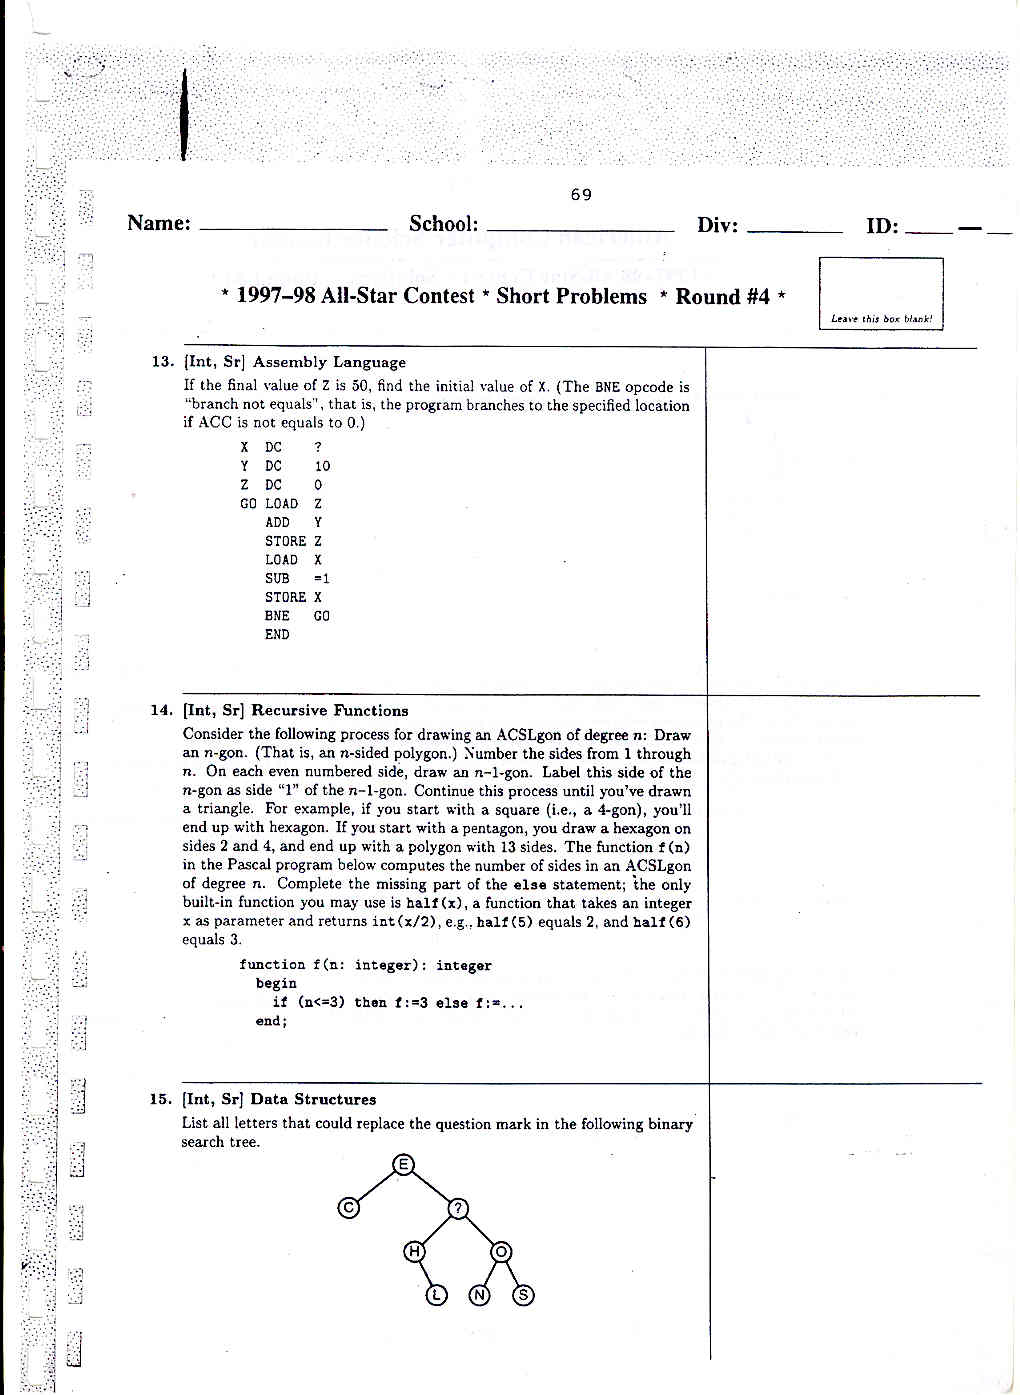 69
Name: School: Div: ID: —
* 1997–98 All-Star Contest * Short Problems * Round #4 *
Leave this box blank!
13. [Int, Sr] Assembly Language
If the final value of Z is 50, find the initial value of X. (The BNE opcode is
"branch not equals", that is, the program branches to the specified location
if ACC is not equals to 0.)
X DC ?
Y DC 10
Z DC 0
GO LOAD Z
ADD Y
STORE Z
LOAD X
SUB =1
STORE X
BNE GO
END
14. [Int, Sr] Recursive Functions
Consider the following process for drawing an ACSLgon of degree n: Draw
an n-gon. (That is, an n-sided polygon.) Number the sides from 1 through
n. On each even numbered side, draw an n–1-gon. Label this side of the
n-gon as side "1" of the n–1-gon. Continue this process until you've drawn
a triangle. For example, if you start with a square (i.e., a 4-gon), you'll
end up with hexagon. If you start with a pentagon, you draw a hexagon on
sides 2 and 4, and end up with a polygon with 13 sides. The function f(n)
in the Pascal program below computes the number of sides in an ACSLgon
of degree n. Complete the missing part of the else statement; the only
built-in function you may use is half(x), a function that takes an integer
x as parameter and returns int(x/2), e.g., half(5) equals 2, and half(6)
equals 3.
function f(n: integer): integer
begin
if (n<=3) then f:=3 else f:=...
end;
15. [Int, Sr] Data Structures
List all letters that could replace the question mark in the following binary
search tree.
E
C ?
H O
L N S